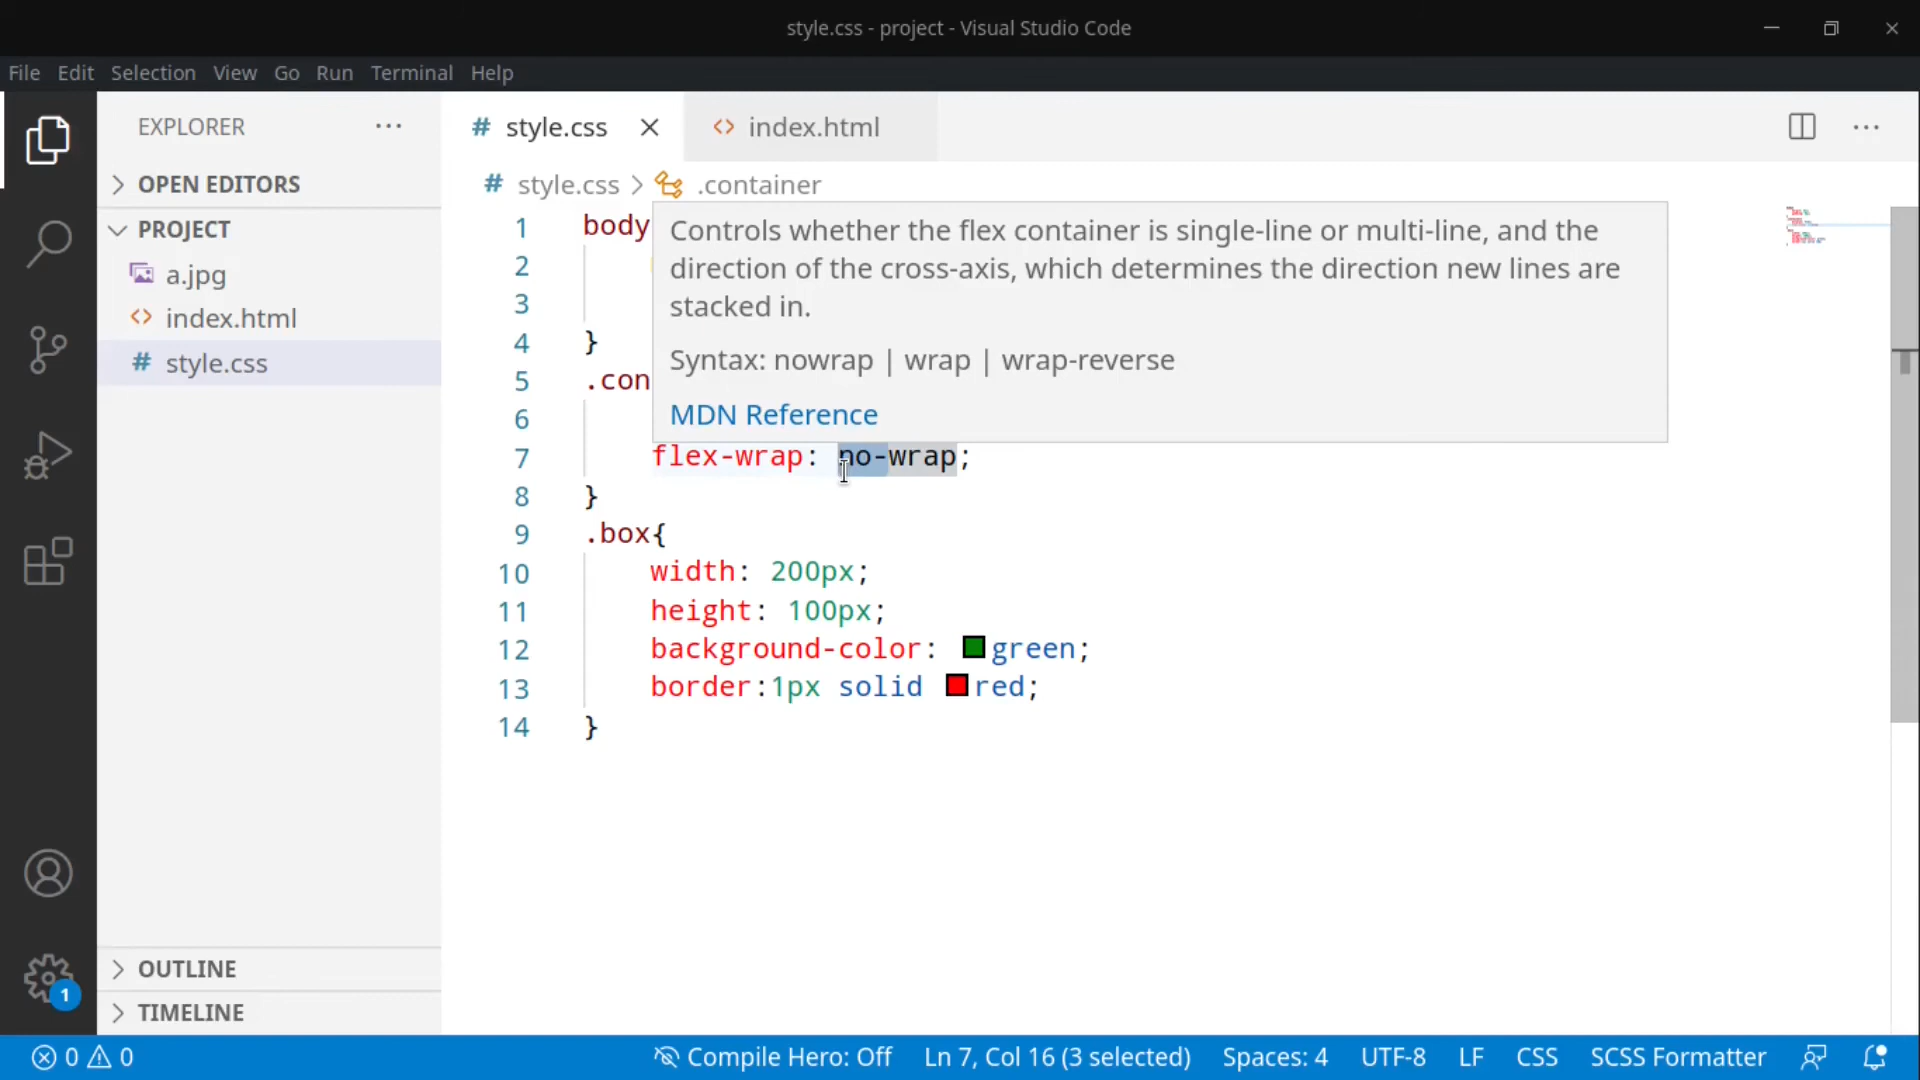 style.css - project - Visual Studio Code
File Edit Selection View Go Run Terminal Help
EXPLORER
OPEN EDITORS
PROJECT
a.jpg
index.html
style.css
OUTLINE
TIMELINE
# style.css
<> index.html
# style.css > .container
1 body
2
3
4 }
5 .con
6
Controls whether the flex container is single-line or multi-line, and the
direction of the cross-axis, which determines the direction new lines are
stacked in.
Syntax: nowrap | wrap | wrap-reverse
MDN Reference
7 flex-wrap: no-wrap;
8 }
9 .box{
10 width: 200px;
11 height: 100px;
12 background-color: green;
13 border:1px solid red;
14 }
1
0 0 Compile Hero: Off Ln 7, Col 16 (3 selected) Spaces: 4 UTF-8 LF CSS SCSS Formatter